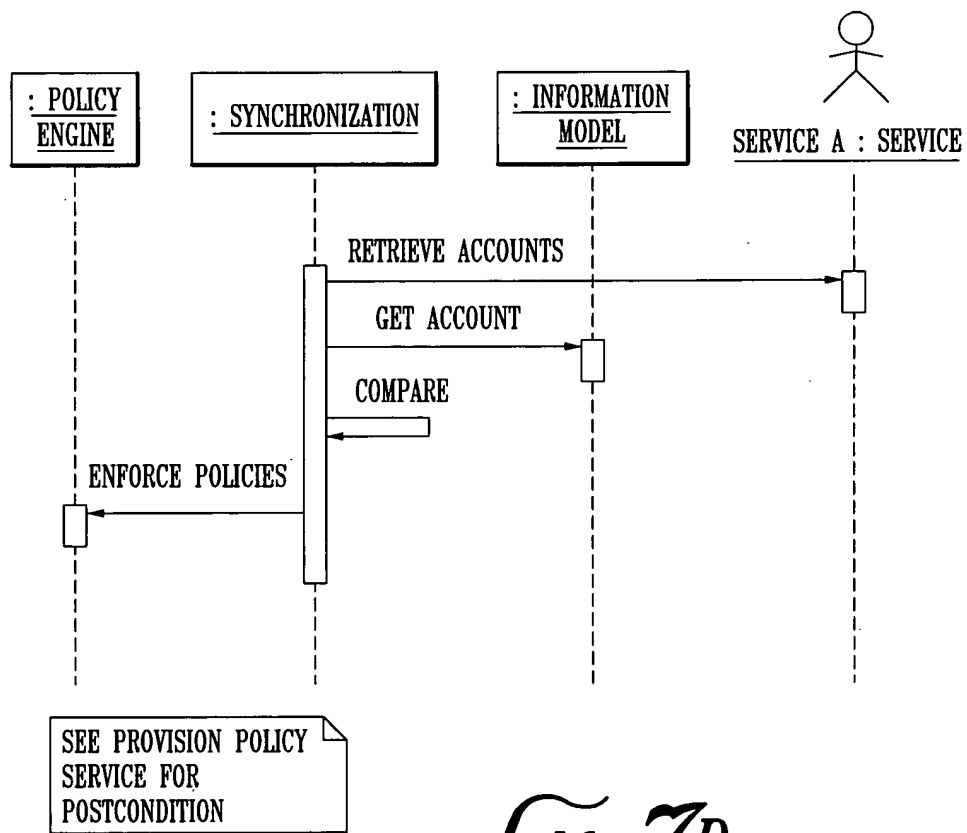 : POLICY
ENGINE
: SYNCHRONIZATION
: INFORMATION
MODEL
SERVICE A : SERVICE
RETRIEVE ACCOUNTS
GET ACCOUNT
COMPARE
ENFORCE POLICIES
SEE PROVISION POLICY
SERVICE FOR
POSTCONDITION